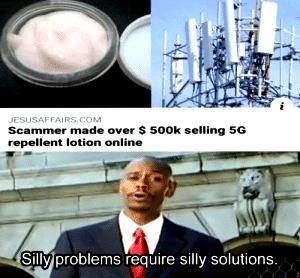 i
JESUSAFFAIRS.COM
Scammer made over $ 500k selling 5G
repellent lotion online
Silly problems require silly solutions.